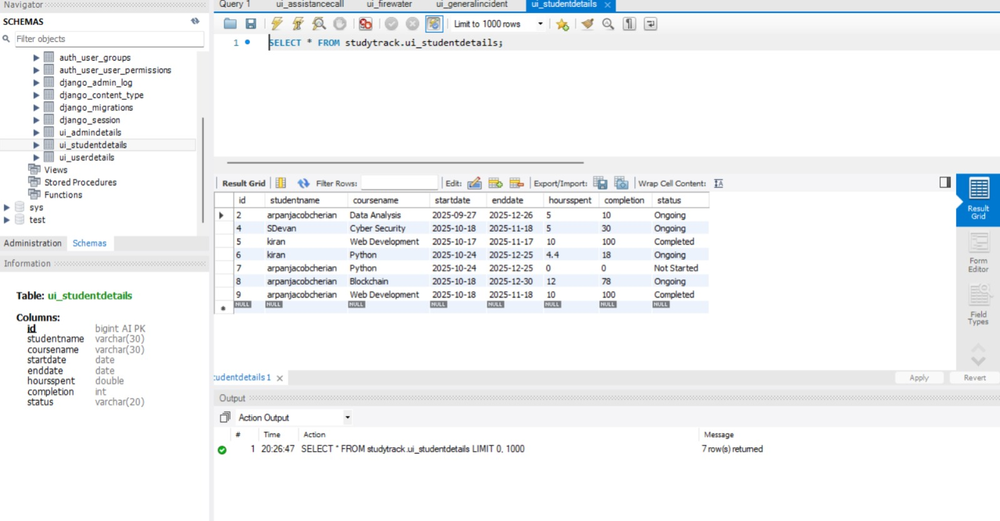 Navigator
SCHEMAS
Filter objects
auth_user_groups
auth_user_user_permissions
django_admin_log
django_content_type
django_migrations
django_session
ui_admindetails
ui_studentdetails
ui_userdetails
Views
Stored Procedures
Functions
sys
test
Administration Schemas
Information
Table: ui_studentdetails
Columns:
id bigint AI PK
studentname varchar(30)
coursename varchar(30)
startdate date
enddate date
hoursspent double
completion int
status varchar(20)
Query 1 ui_assistancecall ui_firewater ui_generalincident ui_studentdetails
Limit to 1000 rows
1 SELECT * FROM studytrack.ui_studentdetails;
Result Grid Filter Rows: Edit: Export/Import: Wrap Cell Content:
id studentname coursename startdate enddate hoursspent completion status
2 arpanjacobcherian Data Analysis 2025-09-27 2025-12-26 5 10 Ongoing
4 SDevan Cyber Security 2025-10-18 2025-11-18 5 30 Ongoing
5 kiran Web Development 2025-10-17 2025-11-17 10 100 Completed
6 kiran Python 2025-10-24 2025-12-25 4.4 18 Ongoing
7 arpanjacobcherian Python 2025-10-24 2025-12-25 0 0 Not Started
8 arpanjacobcherian Blockchain 2025-10-18 2025-12-30 12 78 Ongoing
9 arpanjacobcherian Web Development 2025-10-18 2025-11-18 10 100 Completed
NULL NULL NULL NULL NULL NULL NULL NULL
Result
Grid
Form
Editor
Field
Types
tudentdetails 1
Apply Revert
Output
Action Output
# Time Action Message
1 20:26:47 SELECT * FROM studytrack.ui_studentdetails LIMIT 0, 1000 7 row(s) returned